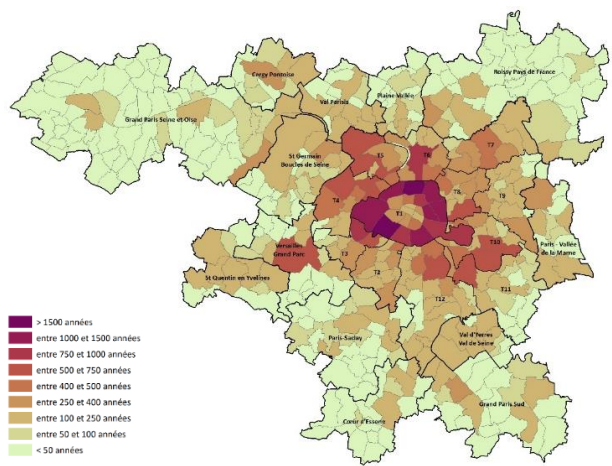 Cergy Pontoise
Roissy Pays de France
Plaine Vallée
Val Parisis
Grand Paris Seine et Oise
T7
T5
T6
St Germain
Boucles de Seine
T8
T9
T4
T1
Versailles
Grand Parc
T10
Paris - Vallée
de la Marne
T3
T2
St Quentin en Yvelines
T11
T12
Paris-Saclay
Val d'Yerres
Val de Seine
Grand Paris Sud
Cœur d'Essone
> 1500 années
entre 1000 et 1500 années
entre 750 et 1000 années
entre 500 et 750 années
entre 400 et 500 années
entre 250 et 400 années
entre 100 et 250 années
entre 50 et 100 années
< 50 années